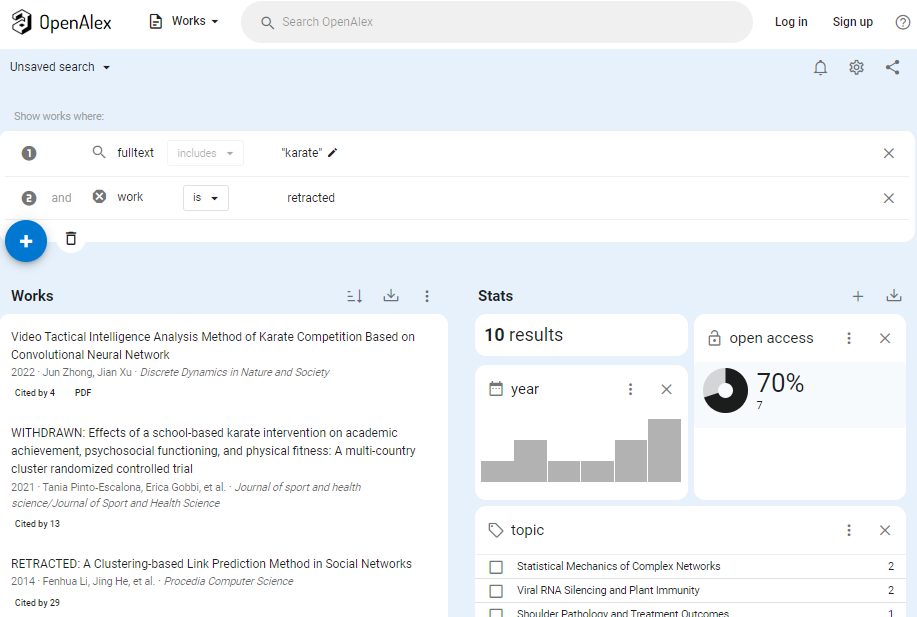 OpenAlex
Works
Search OpenAlex
Log in
Sign up
?
Unsaved search
Show works where:
1
fulltext
includes
"karate"
2
and
work
is
retracted
Works
Video Tactical Intelligence Analysis Method of Karate Competition Based on
Convolutional Neural Network
2022 · Jun Zhong, Jian Xu · Discrete Dynamics in Nature and Society
Cited by 4
PDF
WITHDRAWN: Effects of a school-based karate intervention on academic
achievement, psychosocial functioning, and physical fitness: A multi-country
cluster randomized controlled trial
2021 · Tania Pinto-Escalona, Erica Gobbi, et al. · Journal of sport and health
science/Journal of Sport and Health Science
Cited by 13
RETRACTED: A Clustering-based Link Prediction Method in Social Networks
2014 · Fenhua Li, Jing He, et al. · Procedia Computer Science
Cited by 29
Stats
10 results
year
open access
70%
7
topic
Statistical Mechanics of Complex Networks
2
Viral RNA Silencing and Plant Immunity
2
Shoulder Pathology and Treatment Outcomes
1